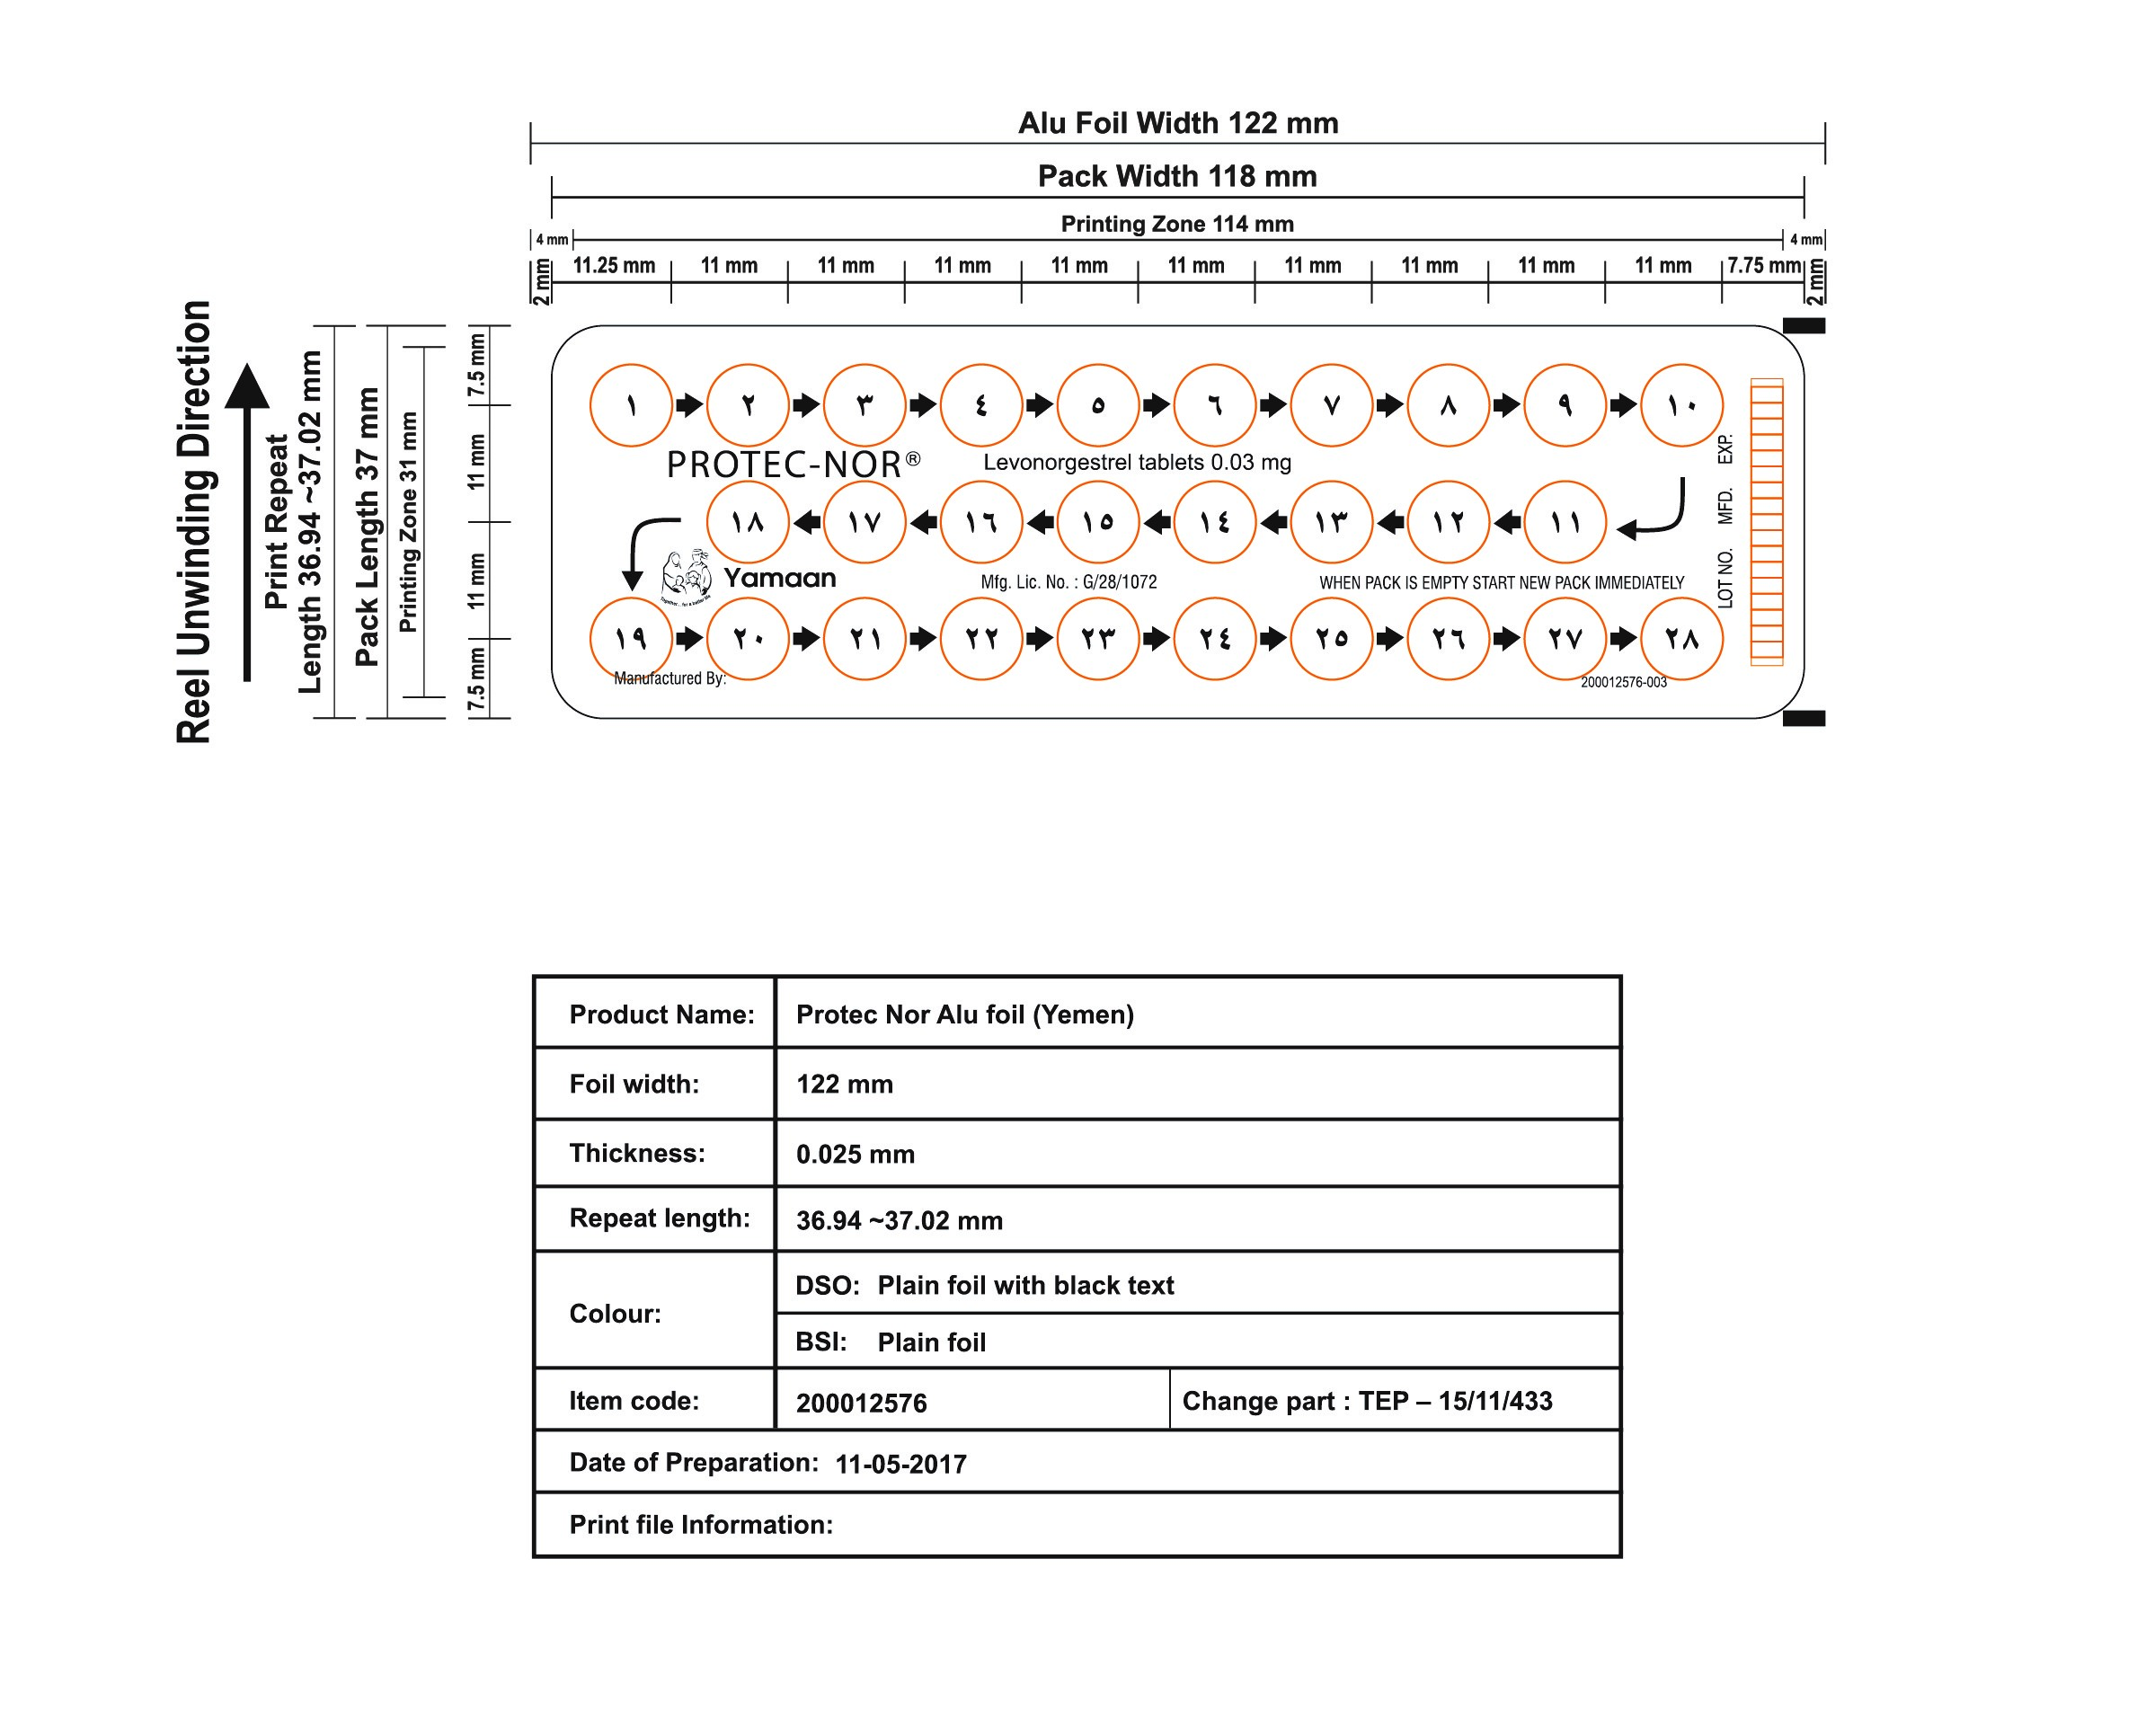 Alu Foil Width 122 mm
Pack Width 118 mm
Printing Zone 114 mm
4 mm 4 mm
2 mm 11.25 mm 11 mm 11 mm 11 mm 11 mm 11 mm 11 mm 11 mm 11 mm 11 mm 7.75 mm 2 mm
Reel Unwinding Direction
Print Repeat
Length 36.94 ~37.02 mm
Pack Length 37 mm
Printing Zone 31 mm
7.5 mm
11 mm
11 mm
7.5 mm
١ ٢ ٣ ٤ ٥ ٦ ٧ ٨ ٩ ١٠
PROTEC-NOR® Levonorgestrel tablets 0.03 mg
١٨ ١٧ ١٦ ١٥ ١٤ ١٣ ١٢ ١١
Yamaan Mfg. Lic. No. : G/28/1072 WHEN PACK IS EMPTY START NEW PACK IMMEDIATELY
Together.. for a better life
١٩ ٢٠ ٢١ ٢٢ ٢٣ ٢٤ ٢٥ ٢٦ ٢٧ ٢٨
Manufactured By: 200012576-003
LOT NO. MFD. EXP.
Product Name: Protec Nor Alu foil (Yemen)
Foil width: 122 mm
Thickness: 0.025 mm
Repeat length: 36.94 ~37.02 mm
Colour: DSO: Plain foil with black text
BSI: Plain foil
Item code: 200012576 Change part : TEP – 15/11/433
Date of Preparation: 11-05-2017
Print file Information: